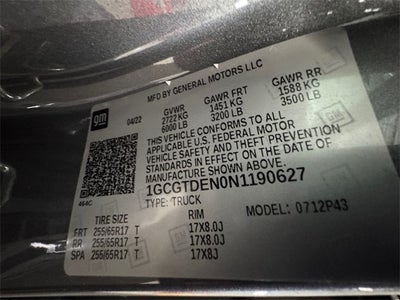 MFD BY GENERAL MOTORS LLC
gm
04/22
GVWR GAWR FRT GAWR RR
2722 KG 1451 KG 1588 KG
6000 LB 3200 LB 3500 LB
THIS VEHICLE CONFORMS TO ALL
APPLICABLE U.S. FEDERAL MOTOR
VEHICLE SAFETY AND THEFT PREVENTION
STANDARDS IN EFFECT ON THE DATE OF
MANUFACTURE SHOWN ABOVE.
1GCGTDEN0N1190627
464C
TYPE: TRUCK
MODEL: 0712P43
TIRE SIZE RIM
FRT 255/65R17 T 17X8.0J
RR 255/65R17 T 17X8.0J
SPA 255/65R17 T 17X8J